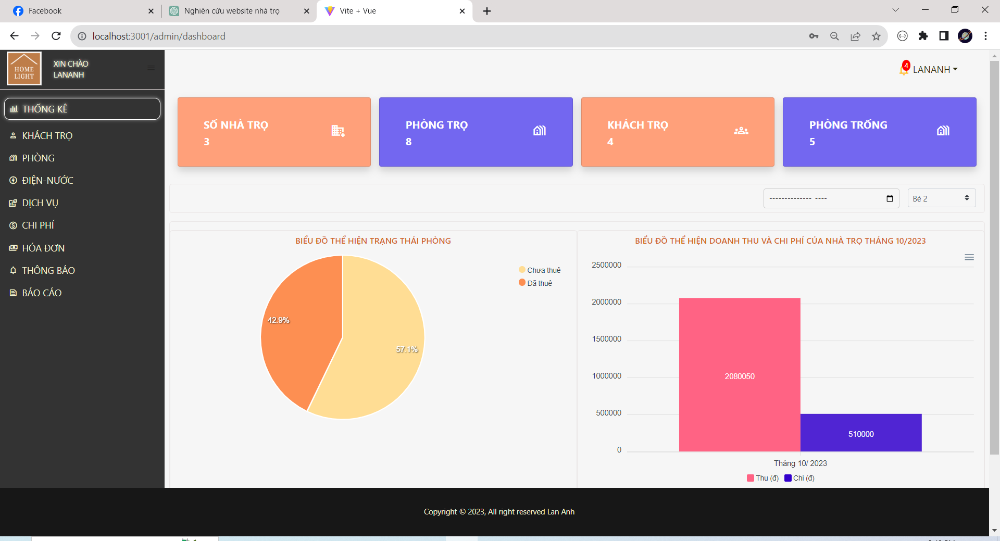 Facebook
Nghiên cứu website nhà trọ
Vite + Vue
localhost:3001/admin/dashboard
HOME
LIGHT
XIN CHÀO
LANANH
4
LANANH
THỐNG KÊ
KHÁCH TRỌ
PHÒNG
ĐIỆN-NƯỚC
DỊCH VỤ
CHI PHÍ
HÓA ĐƠN
THÔNG BÁO
BÁO CÁO
SỐ NHÀ TRỌ
3
PHÒNG TRỌ
8
KHÁCH TRỌ
4
PHÒNG TRỐNG
5
-------------- ----
Bé 2
BIỂU ĐỒ THỂ HIỆN TRẠNG THÁI PHÒNG
Chưa thuê
Đã thuê
42.9%
57.1%
BIỂU ĐỒ THỂ HIỆN DOANH THU VÀ CHI PHÍ CỦA NHÀ TRỌ THÁNG 10/2023
2500000
2000000
1500000
1000000
500000
0
2080050
510000
Tháng 10/ 2023
Thu (đ)
Chi (đ)
Copyright © 2023, All right reserved Lan Anh